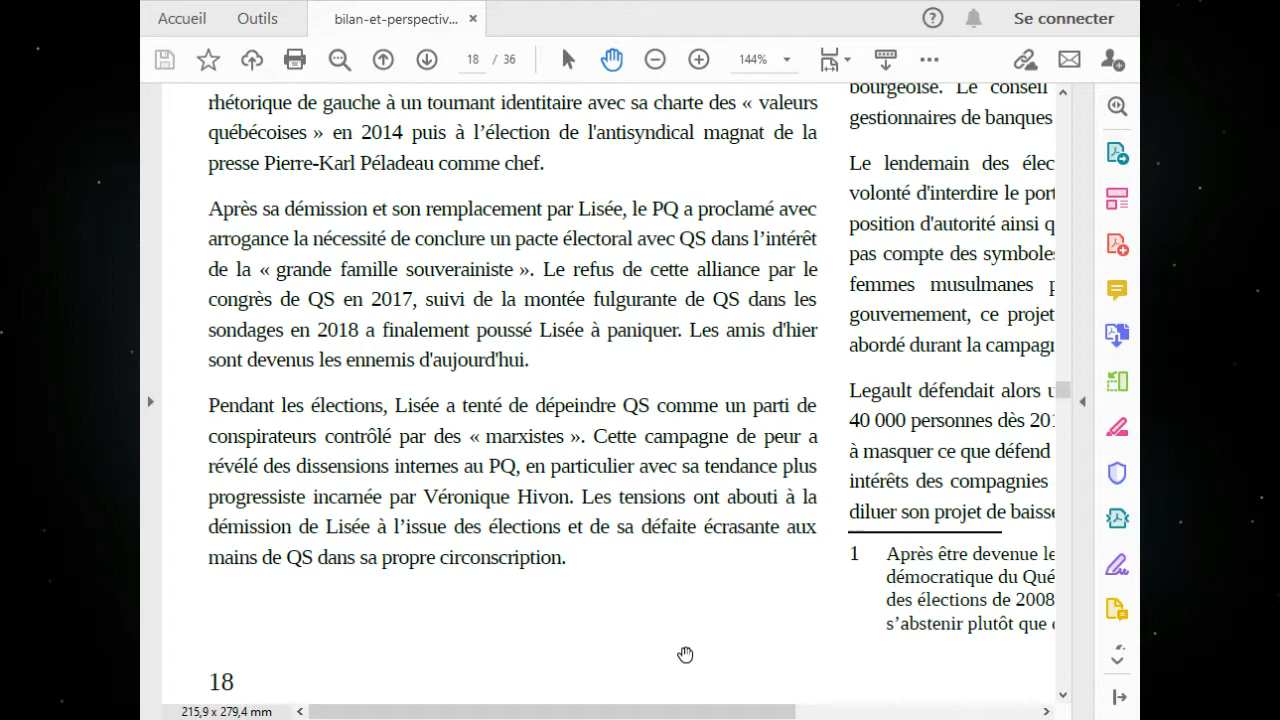 Accueil Outils bilan-et-perspectiv... × ? Se connecter
18 / 36 144%
rhétorique de gauche à un tournant identitaire avec sa charte des « valeurs
québécoises » en 2014 puis à l’élection de l'antisyndical magnat de la
presse Pierre-Karl Péladeau comme chef.
Après sa démission et son remplacement par Lisée, le PQ a proclamé avec
arrogance la nécessité de conclure un pacte électoral avec QS dans l’intérêt
de la « grande famille souverainiste ». Le refus de cette alliance par le
congrès de QS en 2017, suivi de la montée fulgurante de QS dans les
sondages en 2018 a finalement poussé Lisée à paniquer. Les amis d'hier
sont devenus les ennemis d'aujourd'hui.
Pendant les élections, Lisée a tenté de dépeindre QS comme un parti de
conspirateurs contrôlé par des « marxistes ». Cette campagne de peur a
révélé des dissensions internes au PQ, en particulier avec sa tendance plus
progressiste incarnée par Véronique Hivon. Les tensions ont abouti à la
démission de Lisée à l’issue des élections et de sa défaite écrasante aux
mains de QS dans sa propre circonscription.
18
bourgeoise. Le conseil
gestionnaires de banques
Le lendemain des élec
volonté d'interdire le port
position d'autorité ainsi q
pas compte des symboles
femmes musulmanes p
gouvernement, ce projet
abordé durant la campagn
Legault défendait alors u
40 000 personnes dès 201
à masquer ce que défend
intérêts des compagnies
diluer son projet de baisse
1 Après être devenue le
démocratique du Qué
des élections de 2008
s’abstenir plutôt que
215,9 x 279,4 mm